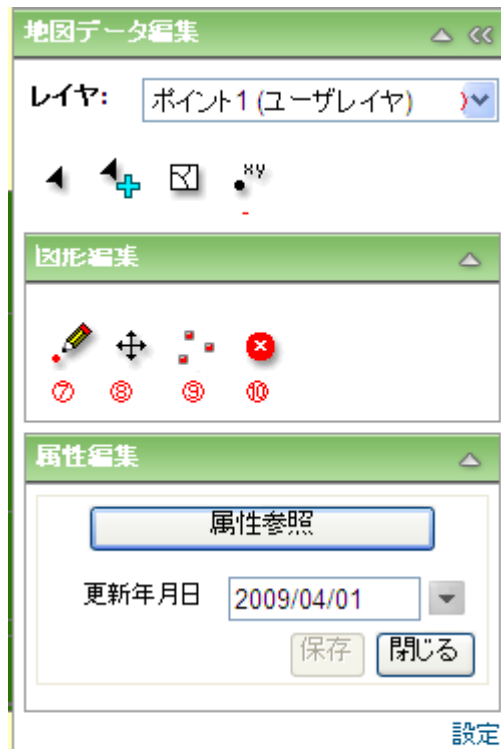 地図データ編集
レイヤ: ポイント1 (ユーザレイヤ)
xy
図形編集
⑦ ⑧ ⑨ ⑩
属性編集
属性参照
更新年月日 2009/04/01
保存 閉じる
設定